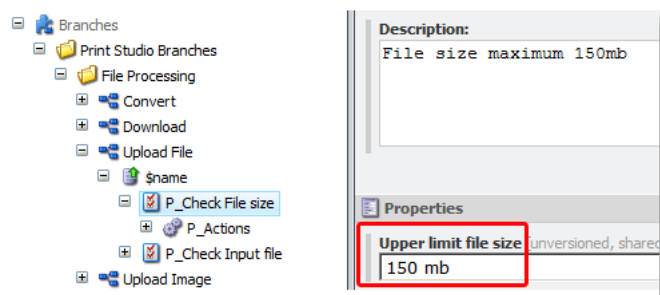 Branches
Print Studio Branches
File Processing
Convert
Download
Upload File
$name
P_Check File size
P_Actions
P_Check Input file
Upload Image
Description:
File size maximum 150mb
Properties
Upper limit file size [unversioned, shared
150 mb